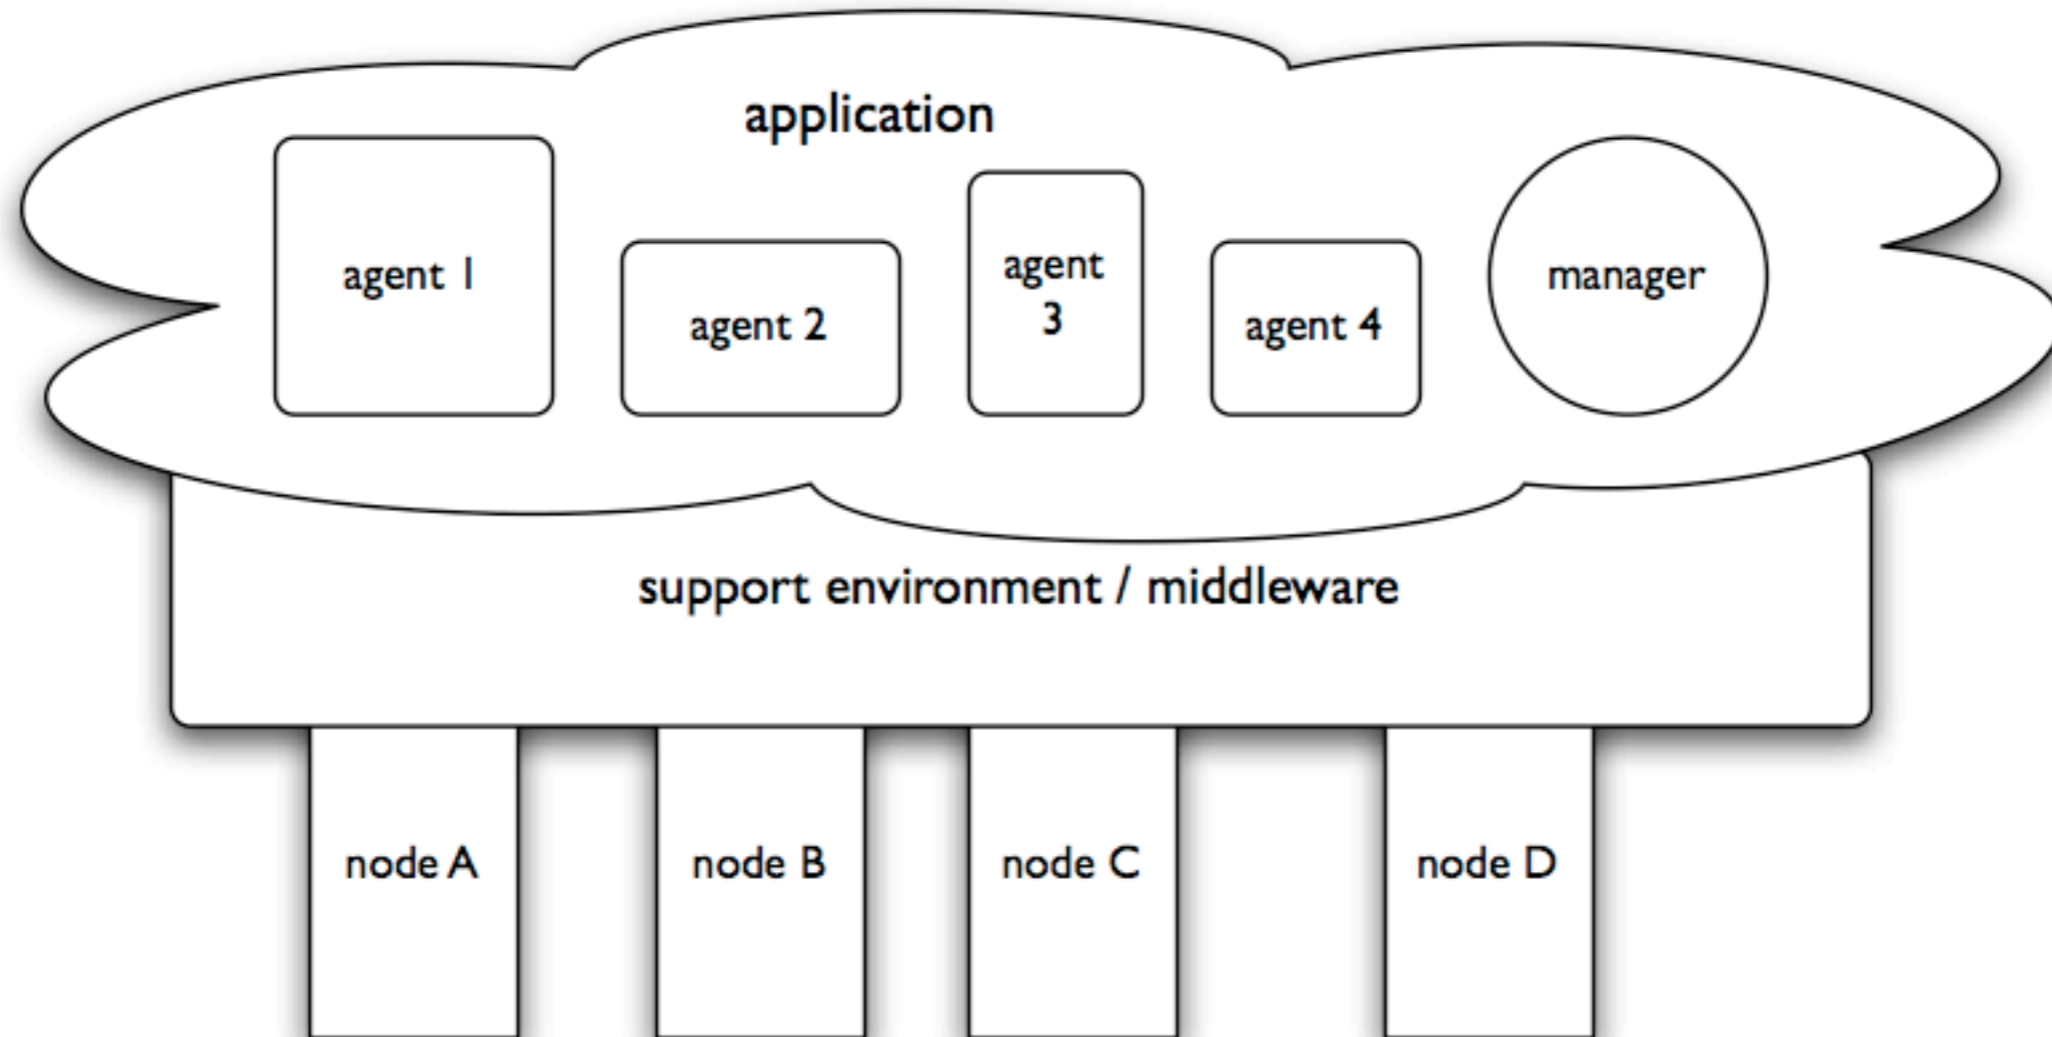 application
agent 1
agent 2
agent
3
agent 4
manager
support environment / middleware
node A
node B
node C
node D